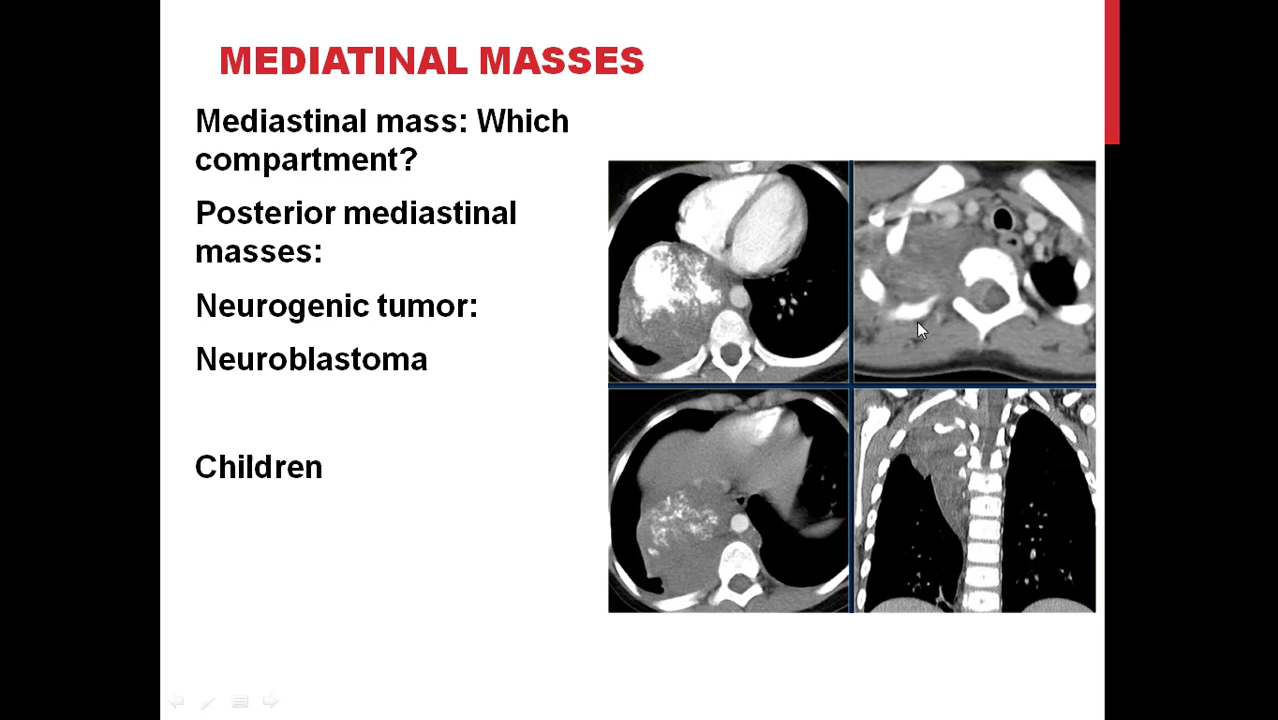 MEDIATINAL MASSES
Mediastinal mass: Which
compartment?
Posterior mediastinal
masses:
Neurogenic tumor:
Neuroblastoma
Children